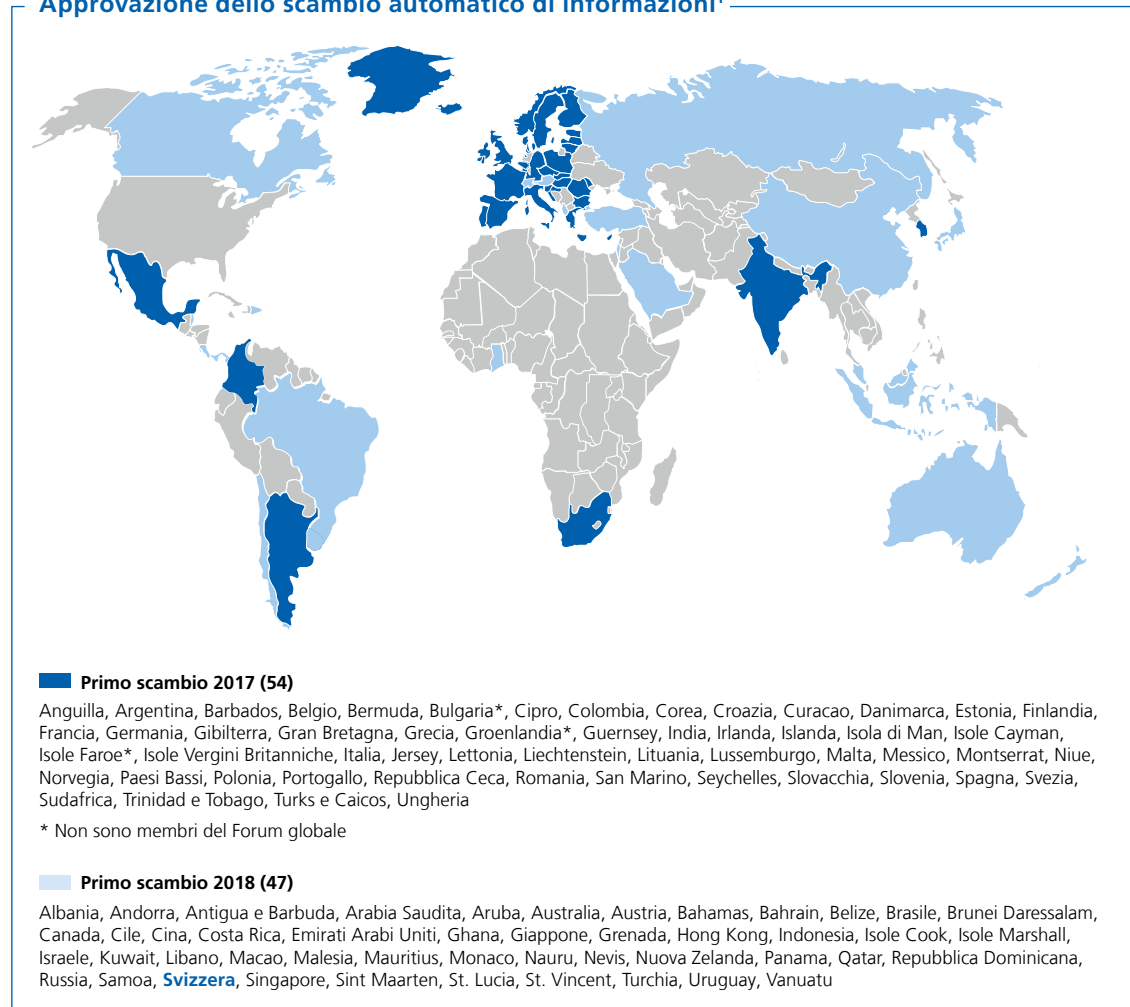 Approvazione dello scambio automatico di informazioni¹
Primo scambio 2017 (54)
Anguilla, Argentina, Barbados, Belgio, Bermuda, Bulgaria*, Cipro, Colombia, Corea, Croazia, Curacao, Danimarca, Estonia, Finlandia,
Francia, Germania, Gibilterra, Gran Bretagna, Grecia, Groenlandia*, Guernsey, India, Irlanda, Islanda, Isola di Man, Isole Cayman,
Isole Faroe*, Isole Vergini Britanniche, Italia, Jersey, Lettonia, Liechtenstein, Lituania, Lussemburgo, Malta, Messico, Montserrat, Niue,
Norvegia, Paesi Bassi, Polonia, Portogallo, Repubblica Ceca, Romania, San Marino, Seychelles, Slovacchia, Slovenia, Spagna, Svezia,
Sudafrica, Trinidad e Tobago, Turks e Caicos, Ungheria
* Non sono membri del Forum globale
Primo scambio 2018 (47)
Albania, Andorra, Antigua e Barbuda, Arabia Saudita, Aruba, Australia, Austria, Bahamas, Bahrain, Belize, Brasile, Brunei Daressalam,
Canada, Cile, Cina, Costa Rica, Emirati Arabi Uniti, Ghana, Giappone, Grenada, Hong Kong, Indonesia, Isole Cook, Isole Marshall,
Israele, Kuwait, Libano, Macao, Malesia, Mauritius, Monaco, Nauru, Nevis, Nuova Zelanda, Panama, Qatar, Repubblica Dominicana,
Russia, Samoa, Svizzera, Singapore, Sint Maarten, St. Lucia, St. Vincent, Turchia, Uruguay, Vanuatu